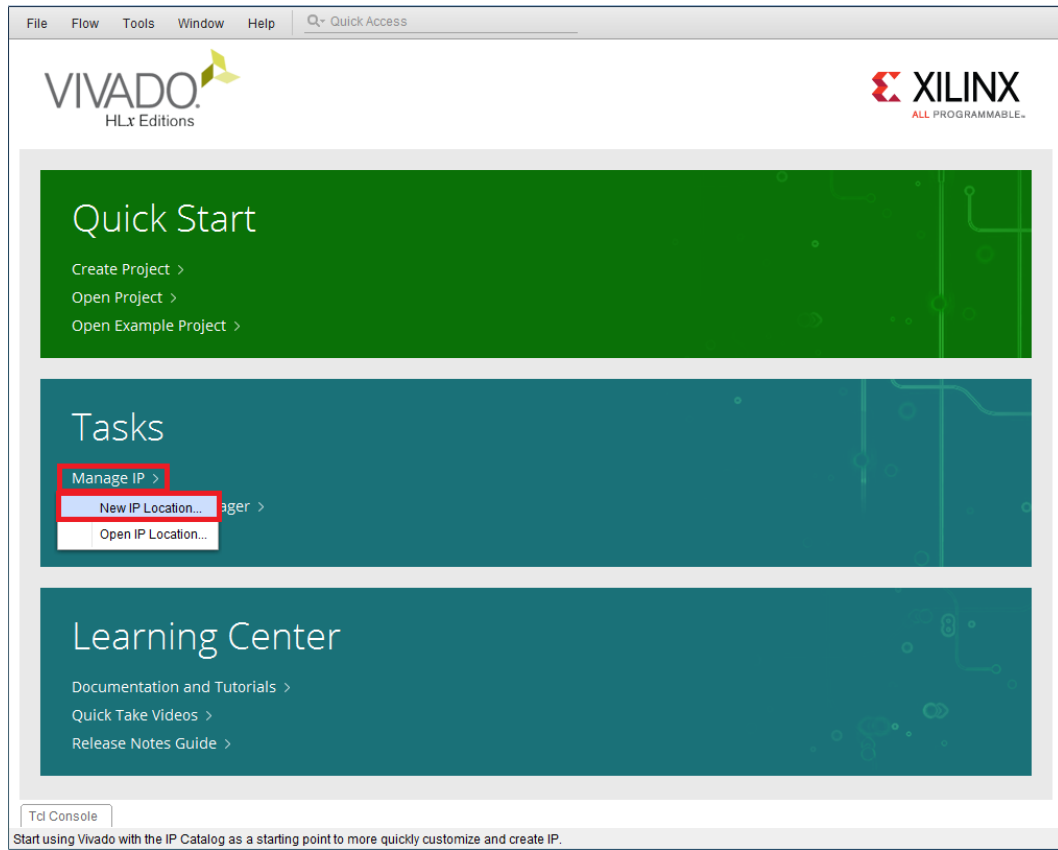 File Flow Tools Window Help Quick Access
VIVADO.
HLx Editions
XILINX
ALL PROGRAMMABLE™
Quick Start
Create Project >
Open Project >
Open Example Project >
Tasks
Manage IP >
New IP Location... ager >
Open IP Location...
Learning Center
Documentation and Tutorials >
Quick Take Videos >
Release Notes Guide >
Tcl Console
Start using Vivado with the IP Catalog as a starting point to more quickly customize and create IP.